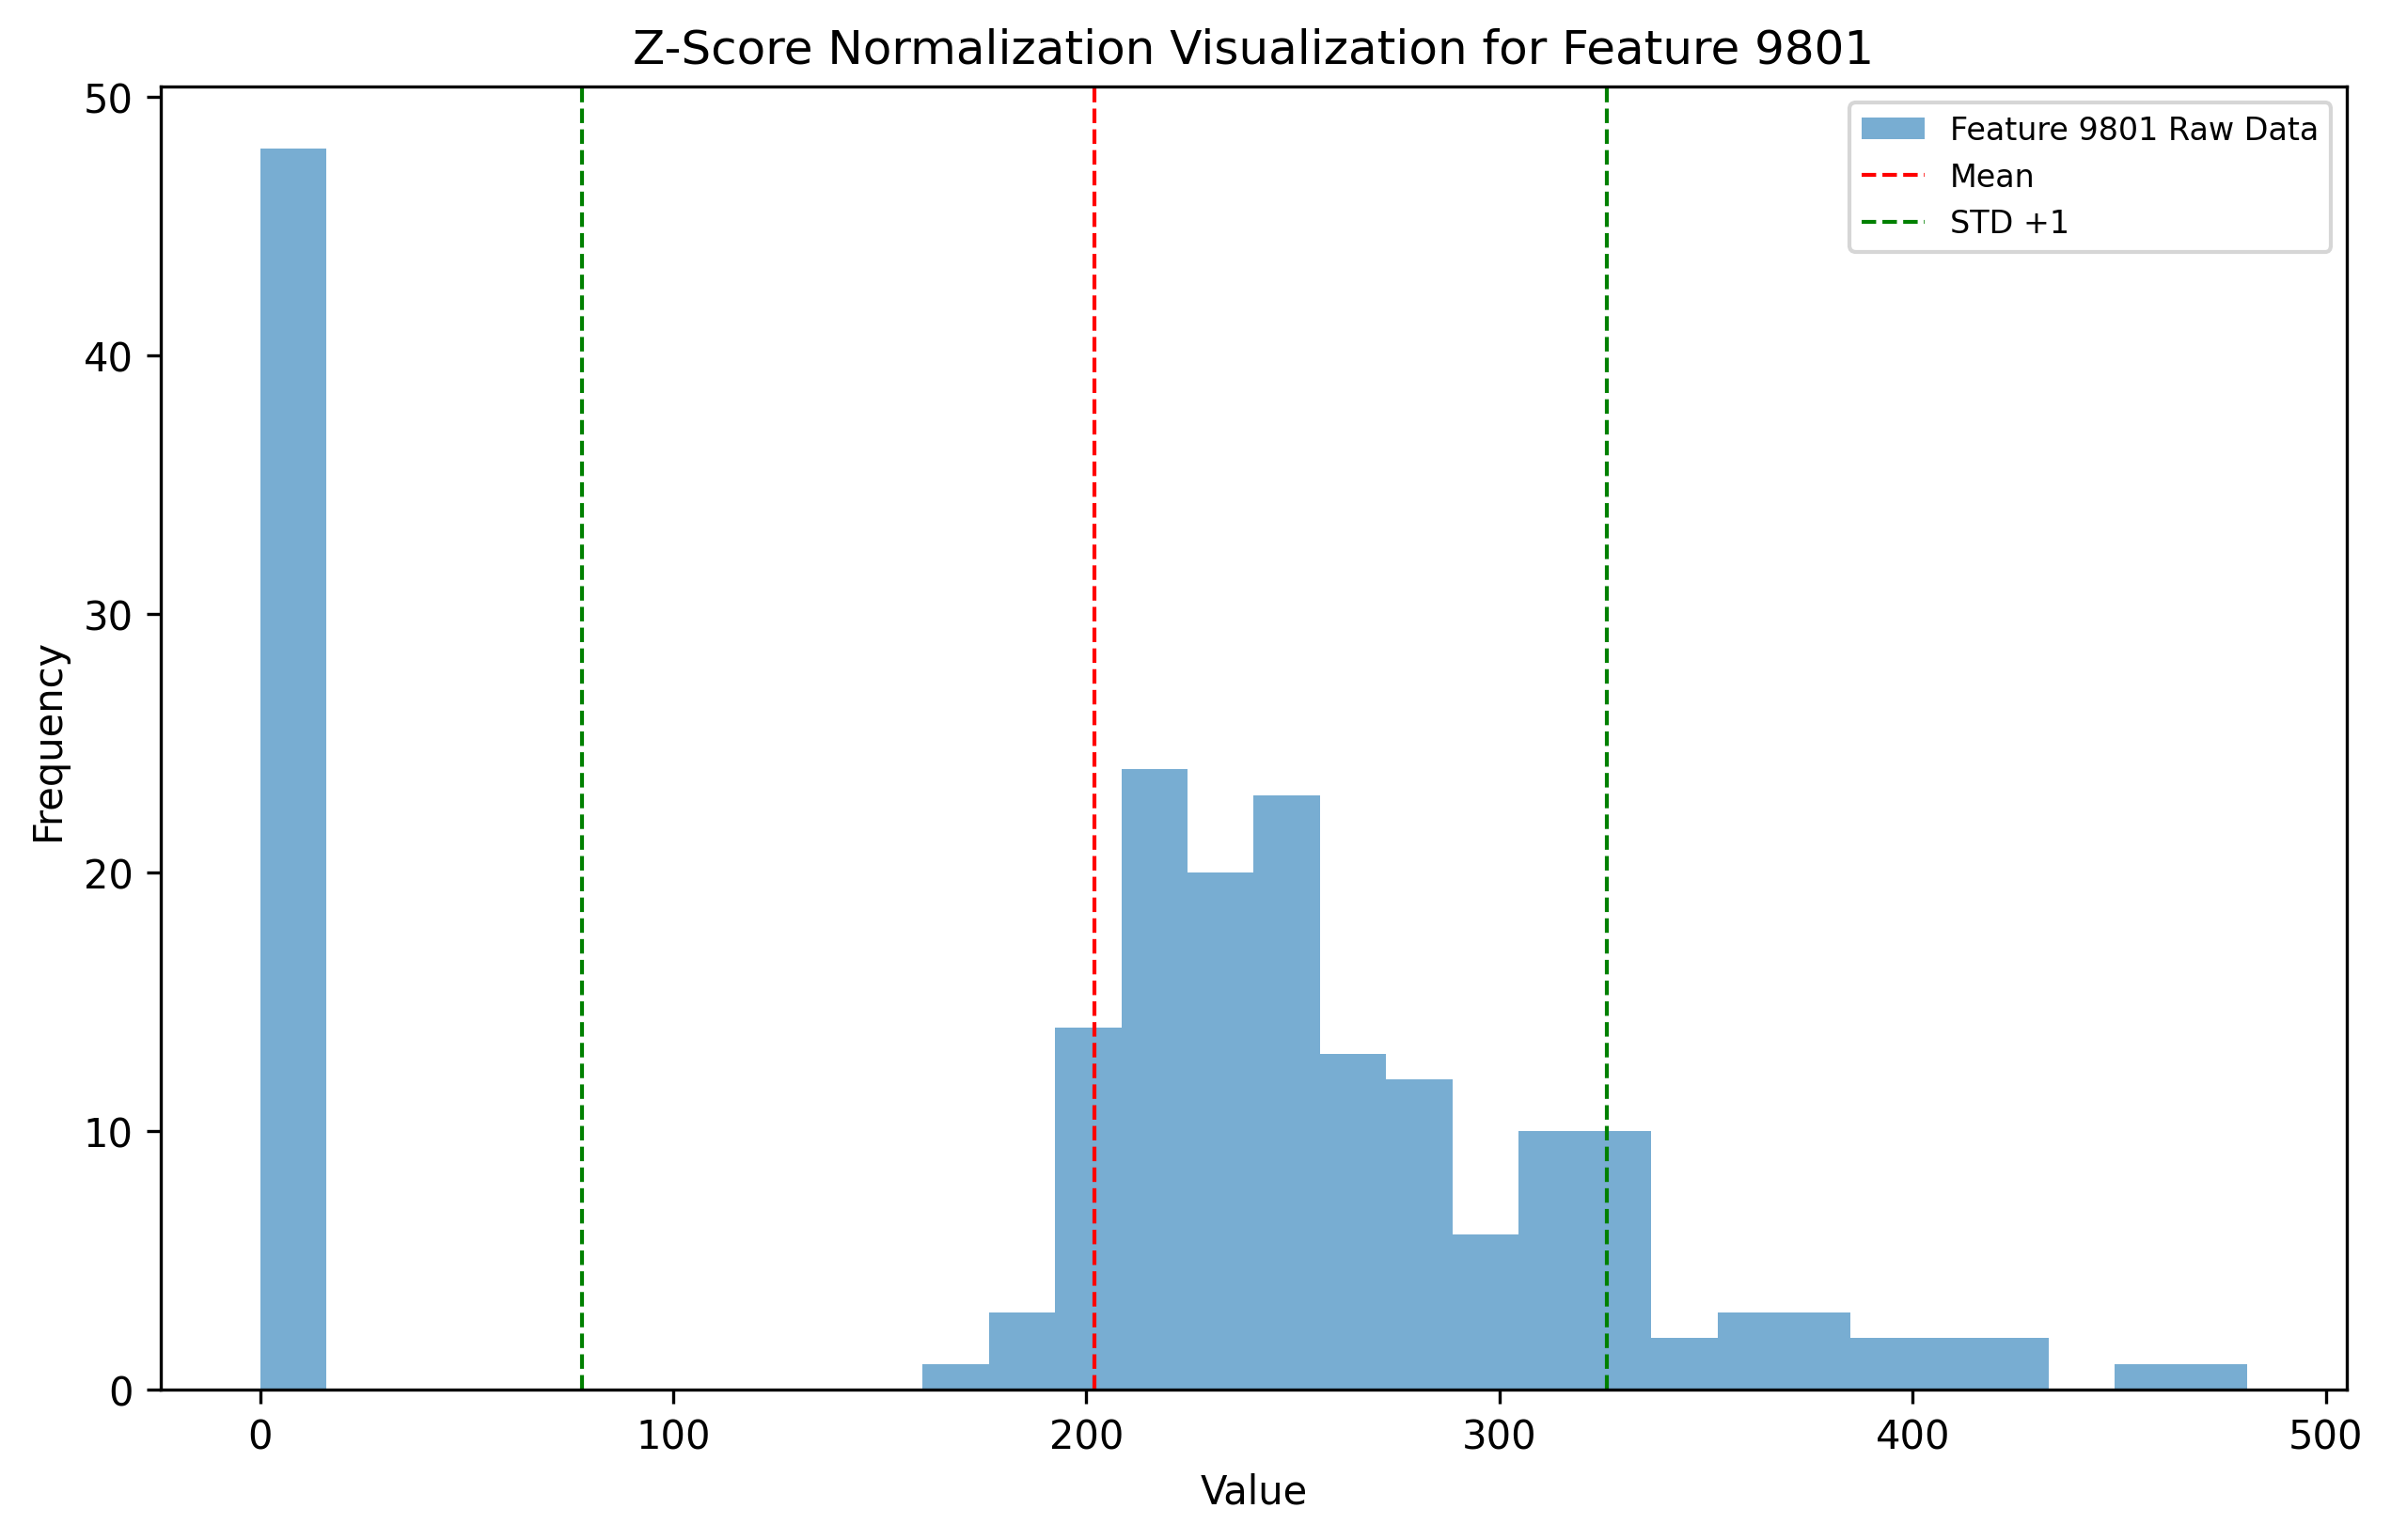 Z-Score Normalization Visualization for Feature 9801
50
40
30
20
10
0
Frequency
Feature 9801 Raw Data
Mean
STD +1
0 100 200 300 400 500
Value